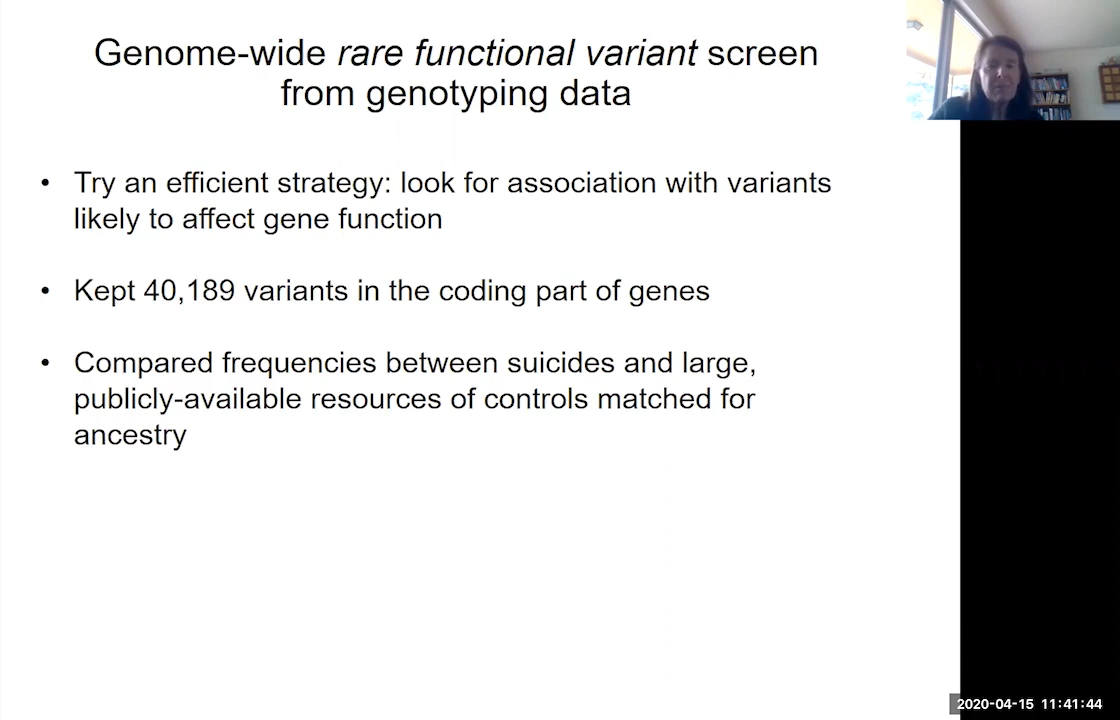 Genome-wide rare functional variant screen
from genotyping data
• Try an efficient strategy: look for association with variants
likely to affect gene function
• Kept 40,189 variants in the coding part of genes
• Compared frequencies between suicides and large,
publicly-available resources of controls matched for
ancestry
2020-04-15 11:41:44